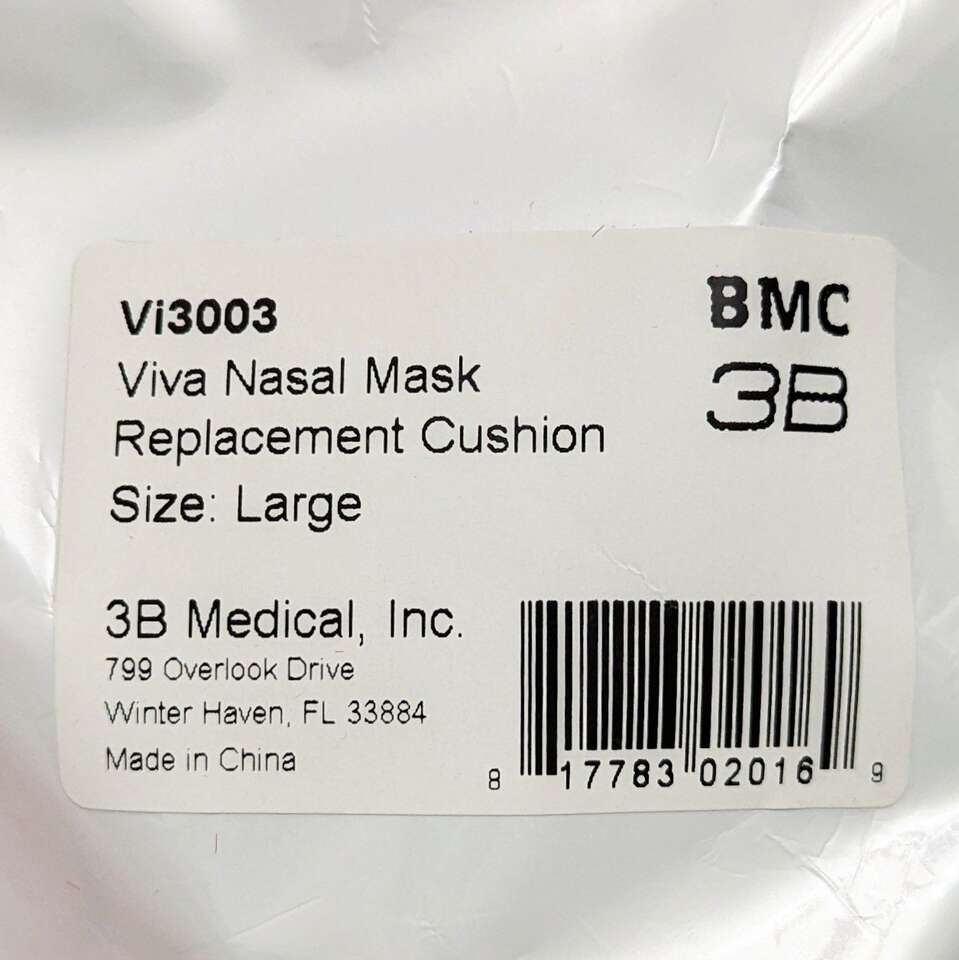 Vi3003
Viva Nasal Mask
Replacement Cushion
Size: Large
BMC
3B
3B Medical, Inc.
799 Overlook Drive
Winter Haven, FL 33884
Made in China
8 17783 02016 9